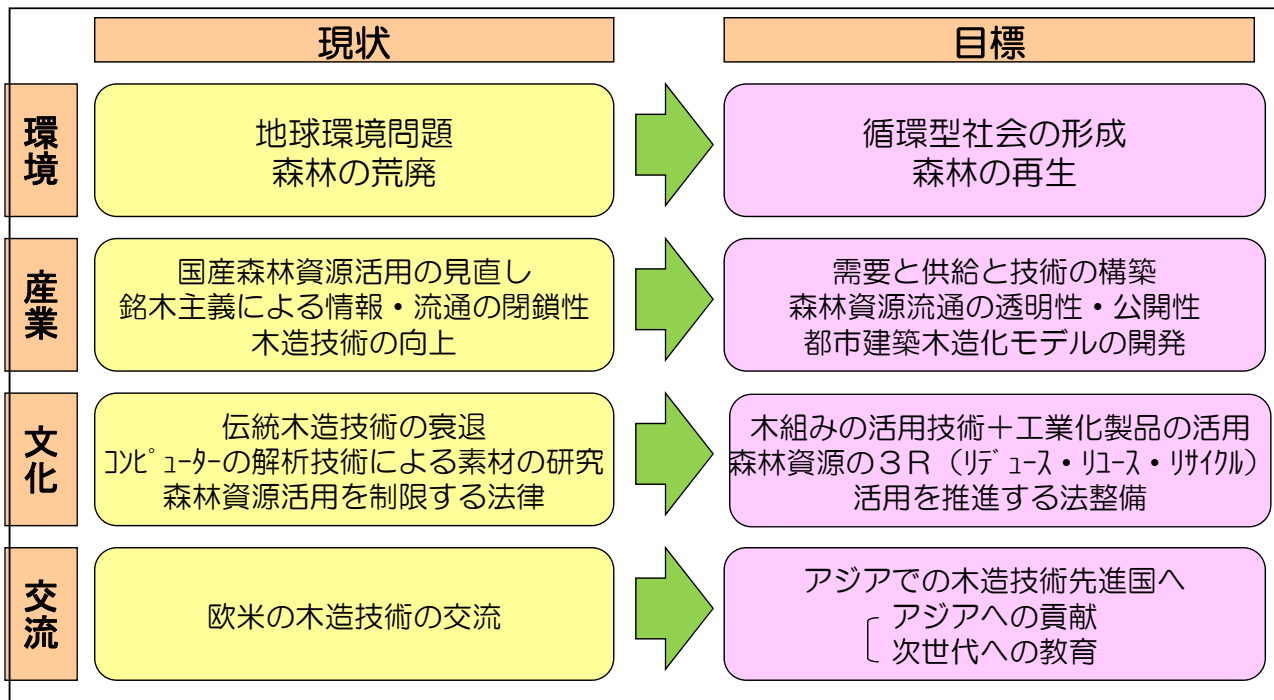 現状
目標
環境
地球環境問題
森林の荒廃
循環型社会の形成
森林の再生
産業
国産森林資源活用の見直し
銘木主義による情報・流通の閉鎖性
木造技術の向上
需要と供給と技術の構築
森林資源流通の透明性・公開性
都市建築木造化モデルの開発
文化
伝統木造技術の衰退
ｺﾝﾋﾟｭｰﾀｰの解析技術による素材の研究
森林資源活用を制限する法律
木組みの活用技術＋工業化製品の活用
森林資源の３Ｒ（ﾘﾃﾞｭｰｽ・ﾘﾕｰｽ・ﾘｻｲｸﾙ）
活用を推進する法整備
交流
欧米の木造技術の交流
アジアでの木造技術先進国へ
アジアへの貢献
次世代への教育